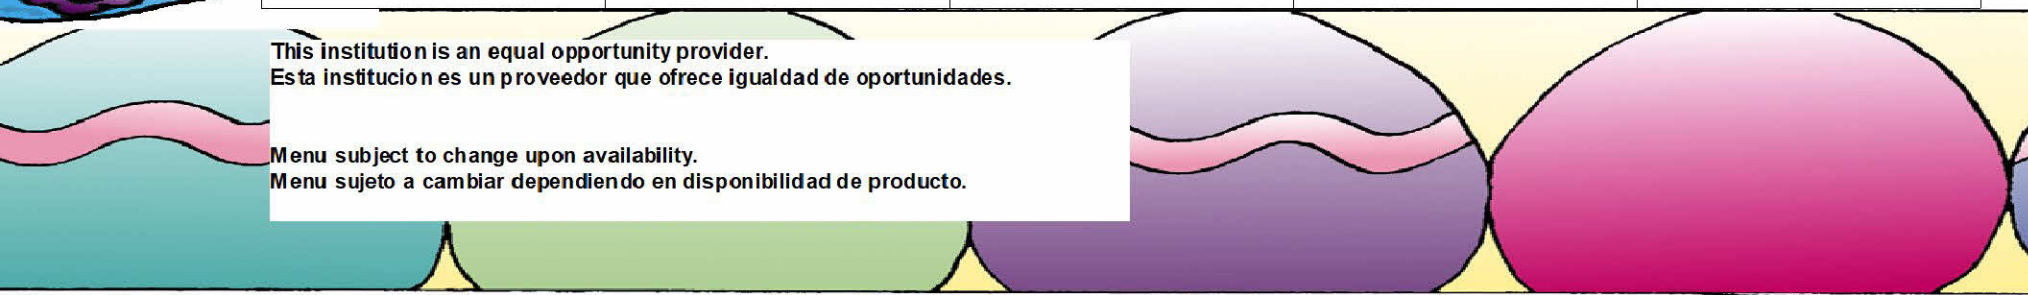 This institution is an equal opportunity provider.
Esta institucion es un proveedor que ofrece igualdad de oportunidades.
Menu subject to change upon availability.
Menu sujeto a cambiar dependiendo en disponibilidad de producto.